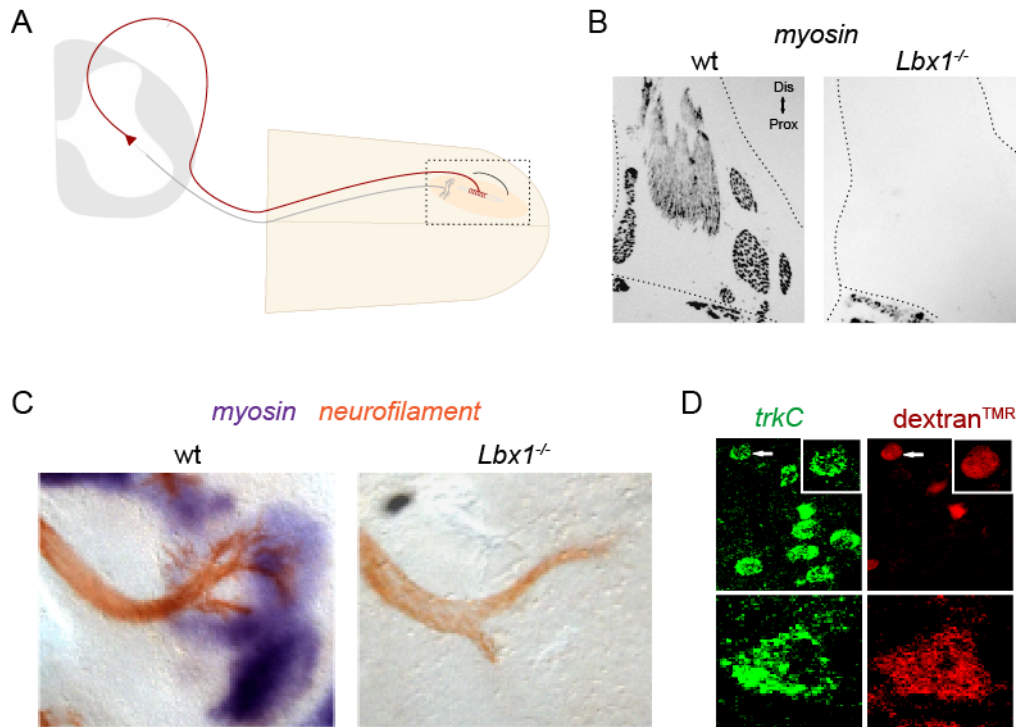 A
B
myosin
wt
Lbx1-/-
Dis
Prox
C
myosin neurofilament
wt
Lbx1-/-
D
trkC
dextranTMR